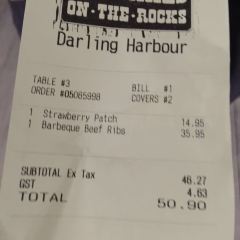 ON·THE·ROCKS
Darling Harbour
TABLE #3 BILL #1
ORDER #05085998 COVERS #2
1 Strawberry Patch 14.95
1 Barbeque Beef Ribs 35.95
SUBTOTAL Ex Tax 46.27
GST 4.63
TOTAL 50.90